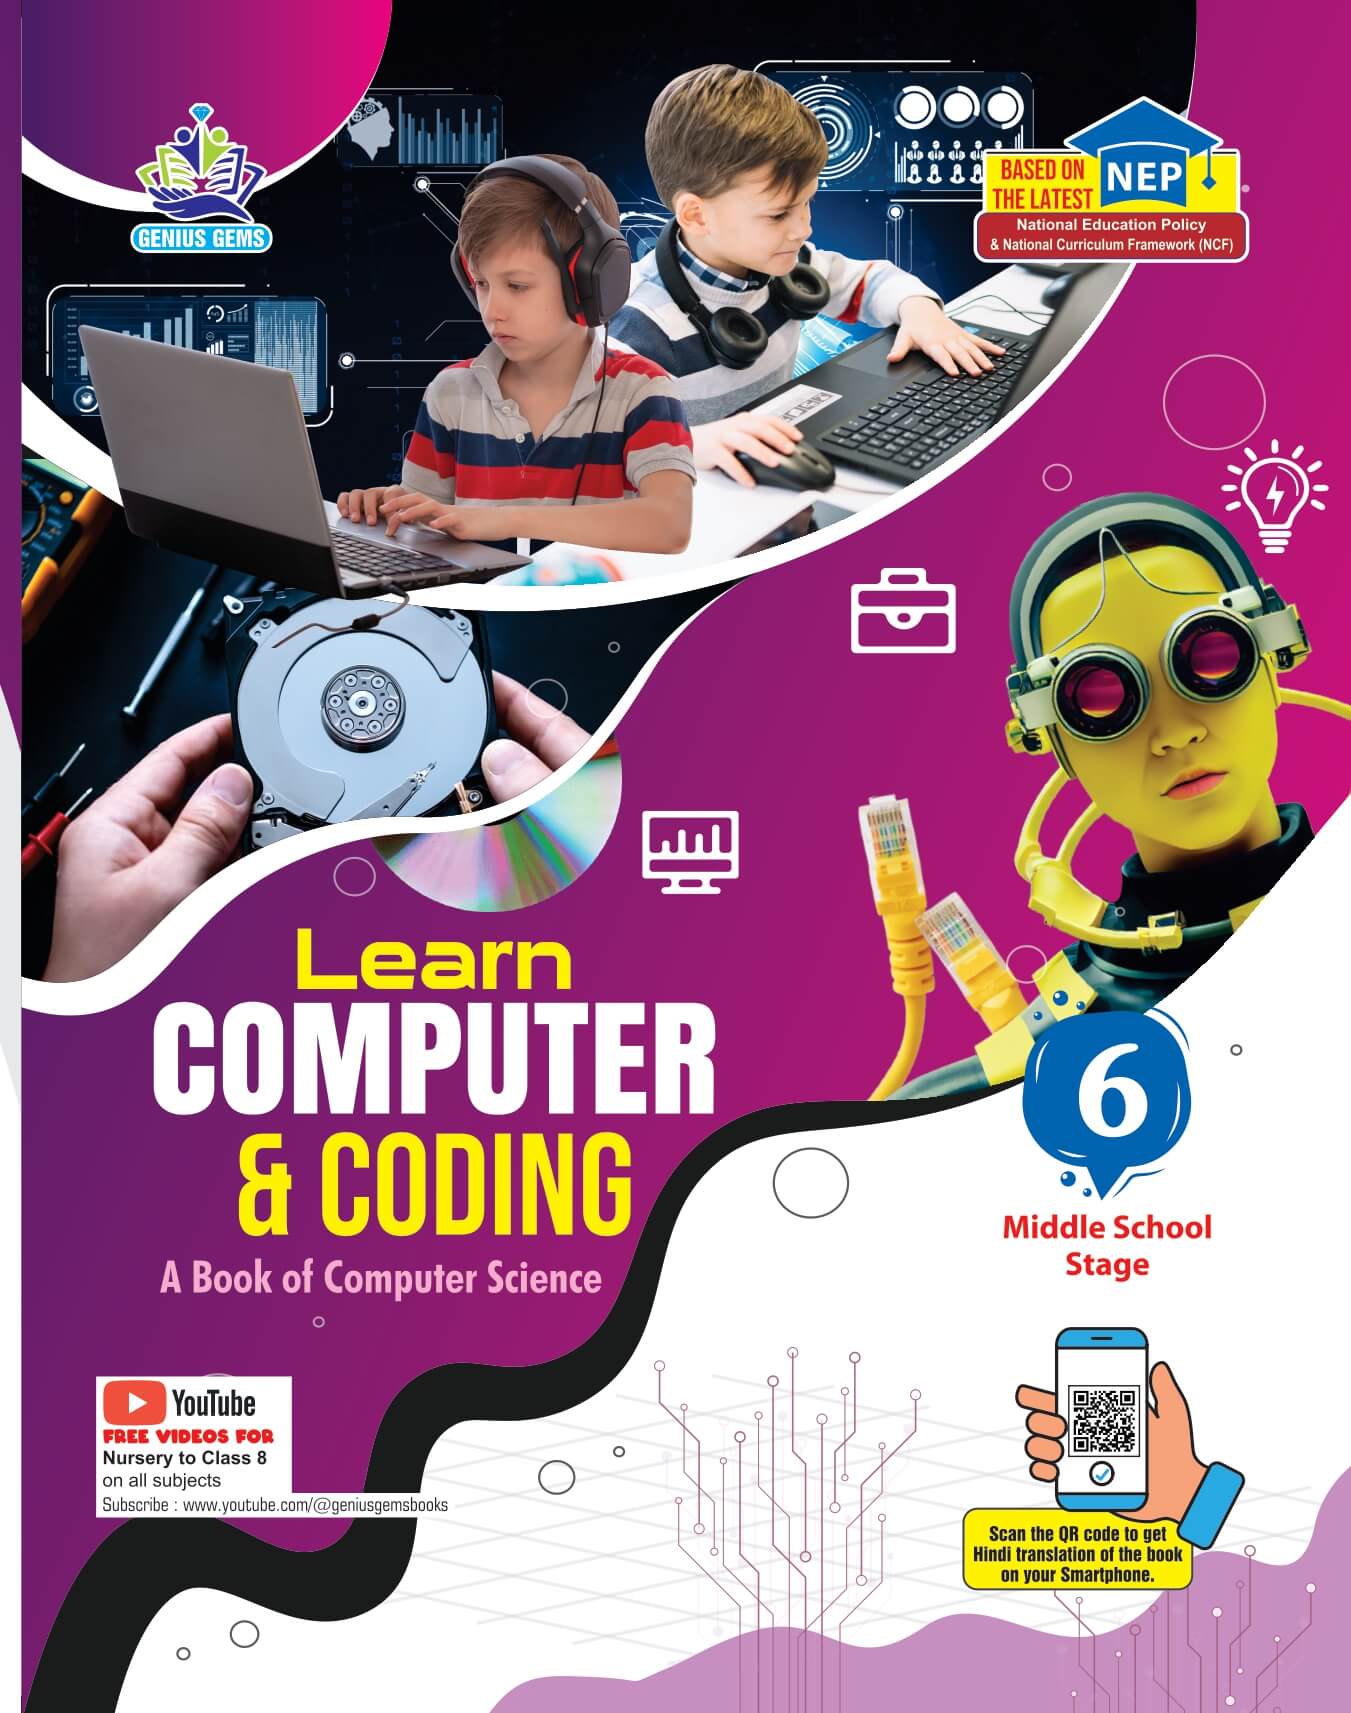 GENIUS GEMS
BASED ON
THE LATEST
NEP
National Education Policy
& National Curriculum Framework (NCF)
Learn
COMPUTER
& CODING
A Book of Computer Science
6
Middle School
Stage
YouTube
FREE VIDEOS FOR
Nursery to Class 8
on all subjects
Subscribe : www.youtube.com/@geniusgemsbooks
Scan the QR code to get
Hindi translation of the book
on your Smartphone.